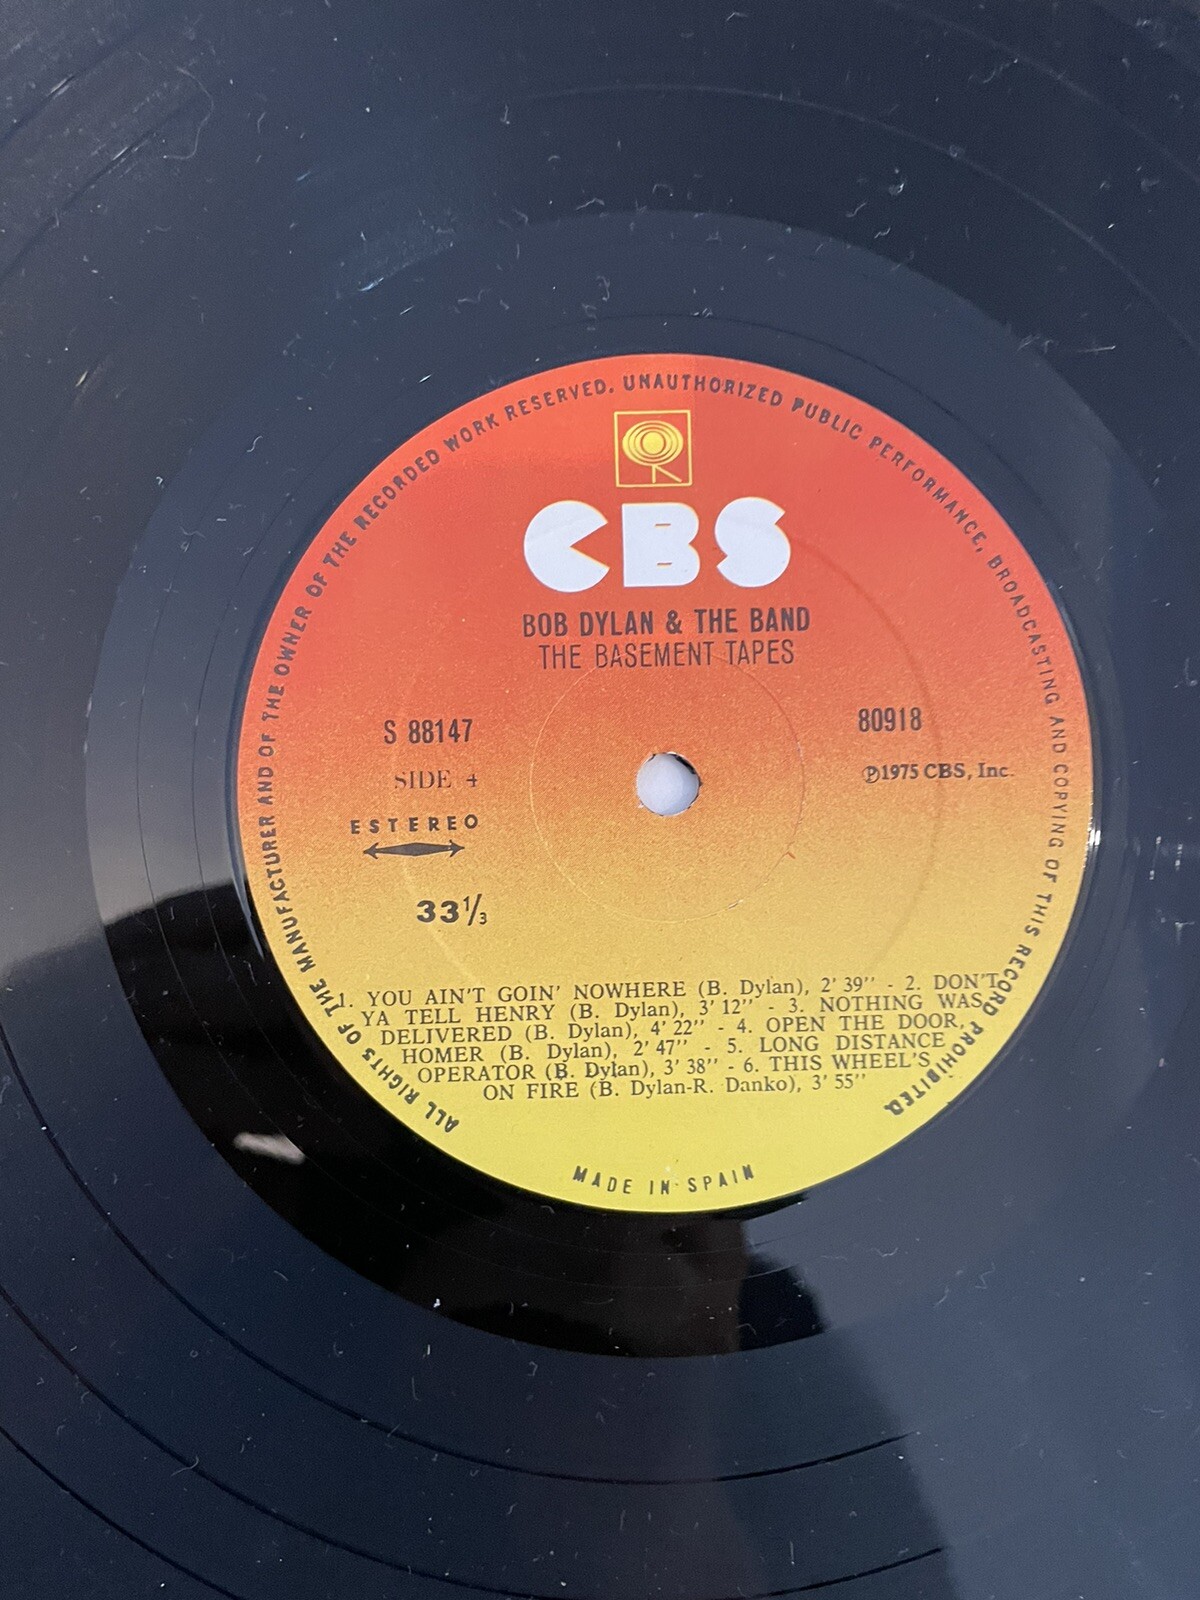 ALL RIGHTS OF THE MANUFACTURER AND OF THE OWNER OF THE RECORDED WORK RESERVED. UNAUTHORIZED PUBLIC PERFORMANCE, BROADCASTING AND COPYING OF THIS RECORD PROHIBITED.
CBS
BOB DYLAN & THE BAND
THE BASEMENT TAPES
S 88147
80918
SIDE 4
℗1975 CBS, Inc.
ESTEREO
33⅓
1. YOU AIN'T GOIN' NOWHERE (B. Dylan), 2' 39'' - 2. DON'T
YA TELL HENRY (B. Dylan), 3' 12'' - 3. NOTHING WAS
DELIVERED (B. Dylan), 4' 22'' - 4. OPEN THE DOOR,
HOMER (B. Dylan), 2' 47'' - 5. LONG DISTANCE
OPERATOR (B. Dylan), 3' 38'' - 6. THIS WHEEL'S
ON FIRE (B. Dylan-R. Danko), 3' 55''
MADE IN SPAIN